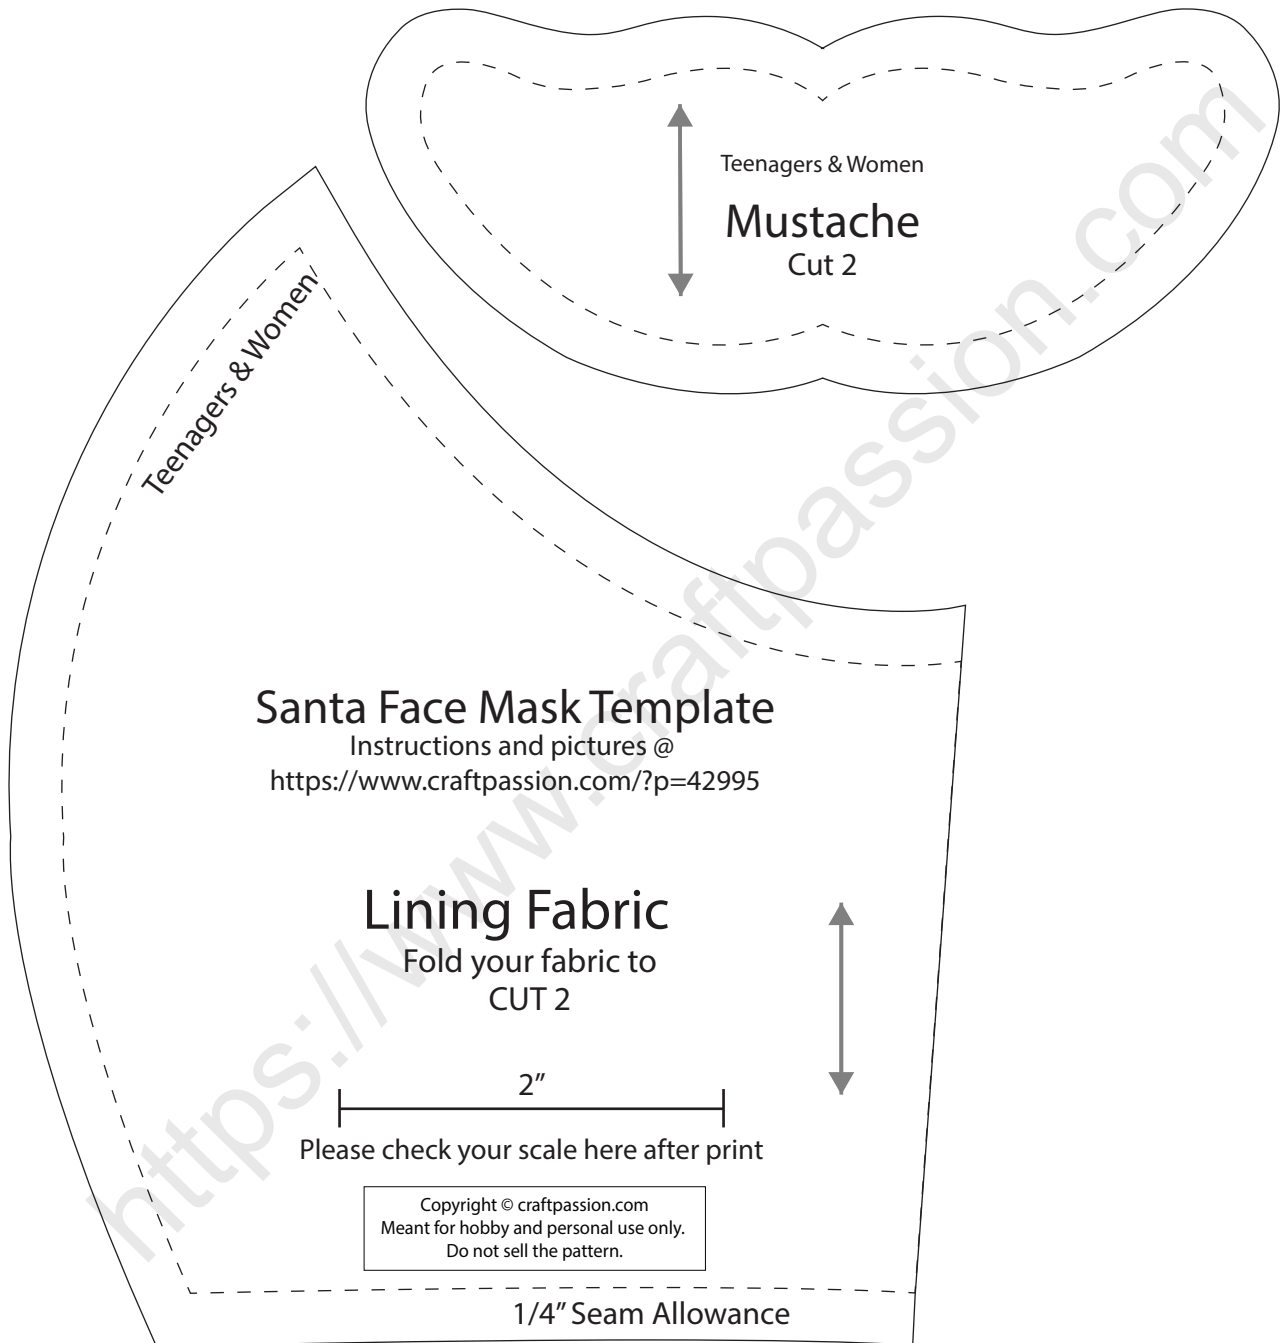 Teenagers & Women
Mustache
Cut 2
Teenagers & Women
Santa Face Mask Template
Instructions and pictures @
https://www.craftpassion.com/?p=42995
Lining Fabric
Fold your fabric to
CUT 2
2”
Please check your scale here after print
Copyright © craftpassion.com
Meant for hobby and personal use only.
Do not sell the pattern.
1/4” Seam Allowance
https://www.craftpassion.com